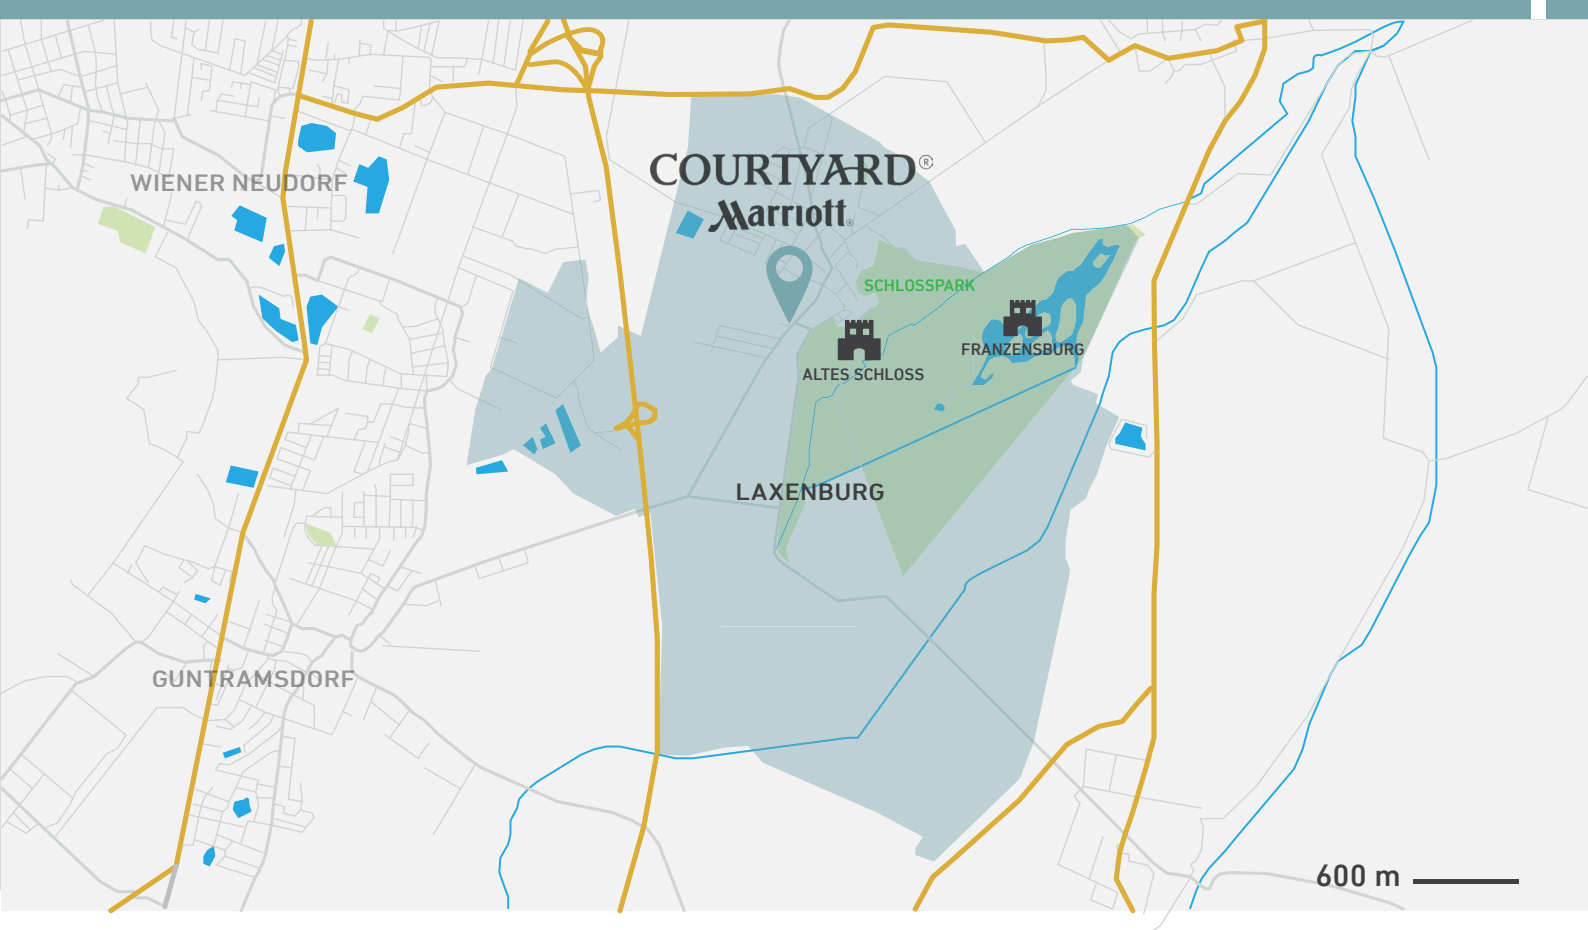 COURTYARD®
Marriott®
WIENER NEUDORF
SCHLOSSPARK
FRANZENSBURG
ALTES SCHLOSS
LAXENBURG
GUNTRAMSDORF
600 m